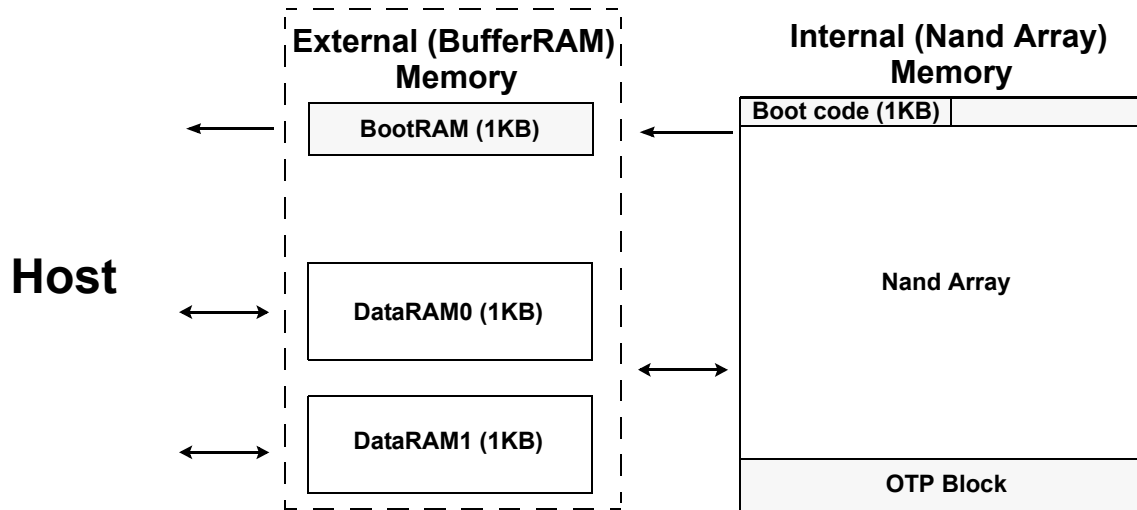 External (BufferRAM)
Memory
Internal (Nand Array)
Memory
BootRAM (1KB)
Boot code (1KB)
Host
DataRAM0 (1KB)
Nand Array
DataRAM1 (1KB)
OTP Block